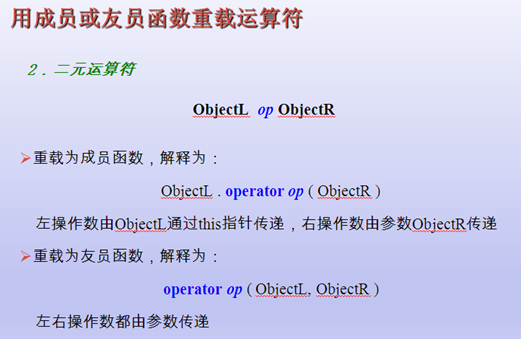 用成员或友员函数重载运算符
2．二元运算符
ObjectL op ObjectR
➢重载为成员函数，解释为：
ObjectL . operator op ( ObjectR )
左操作数由ObjectL通过this指针传递，右操作数由参数ObjectR传递
➢重载为友员函数，解释为：
operator op ( ObjectL, ObjectR )
左右操作数都由参数传递